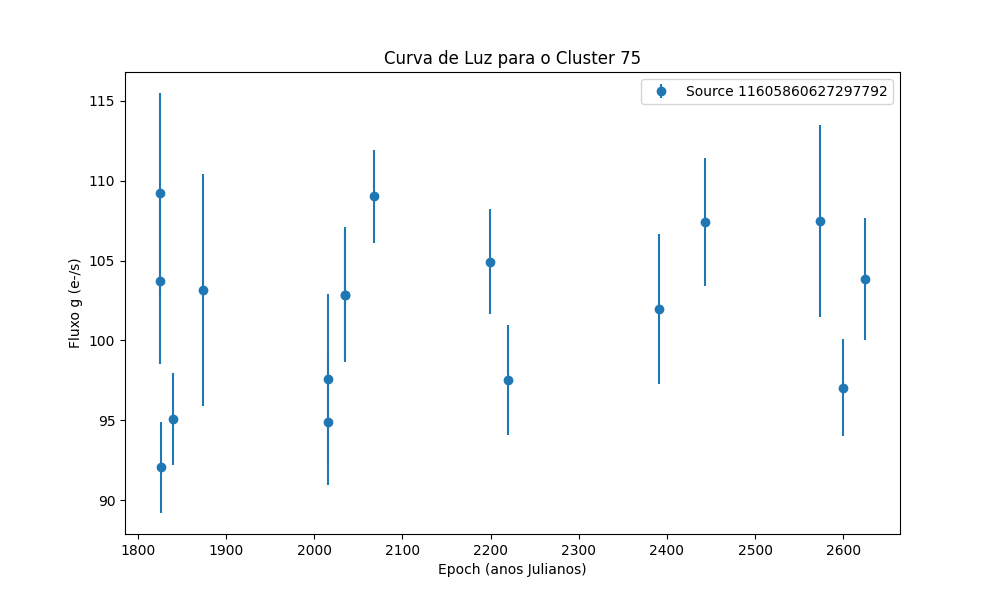 Curva de Luz para o Cluster 75
Source 11605860627297792
Fluxo g (e-/s)
115
110
105
100
95
90
1800 1900 2000 2100 2200 2300 2400 2500 2600
Epoch (anos Julianos)